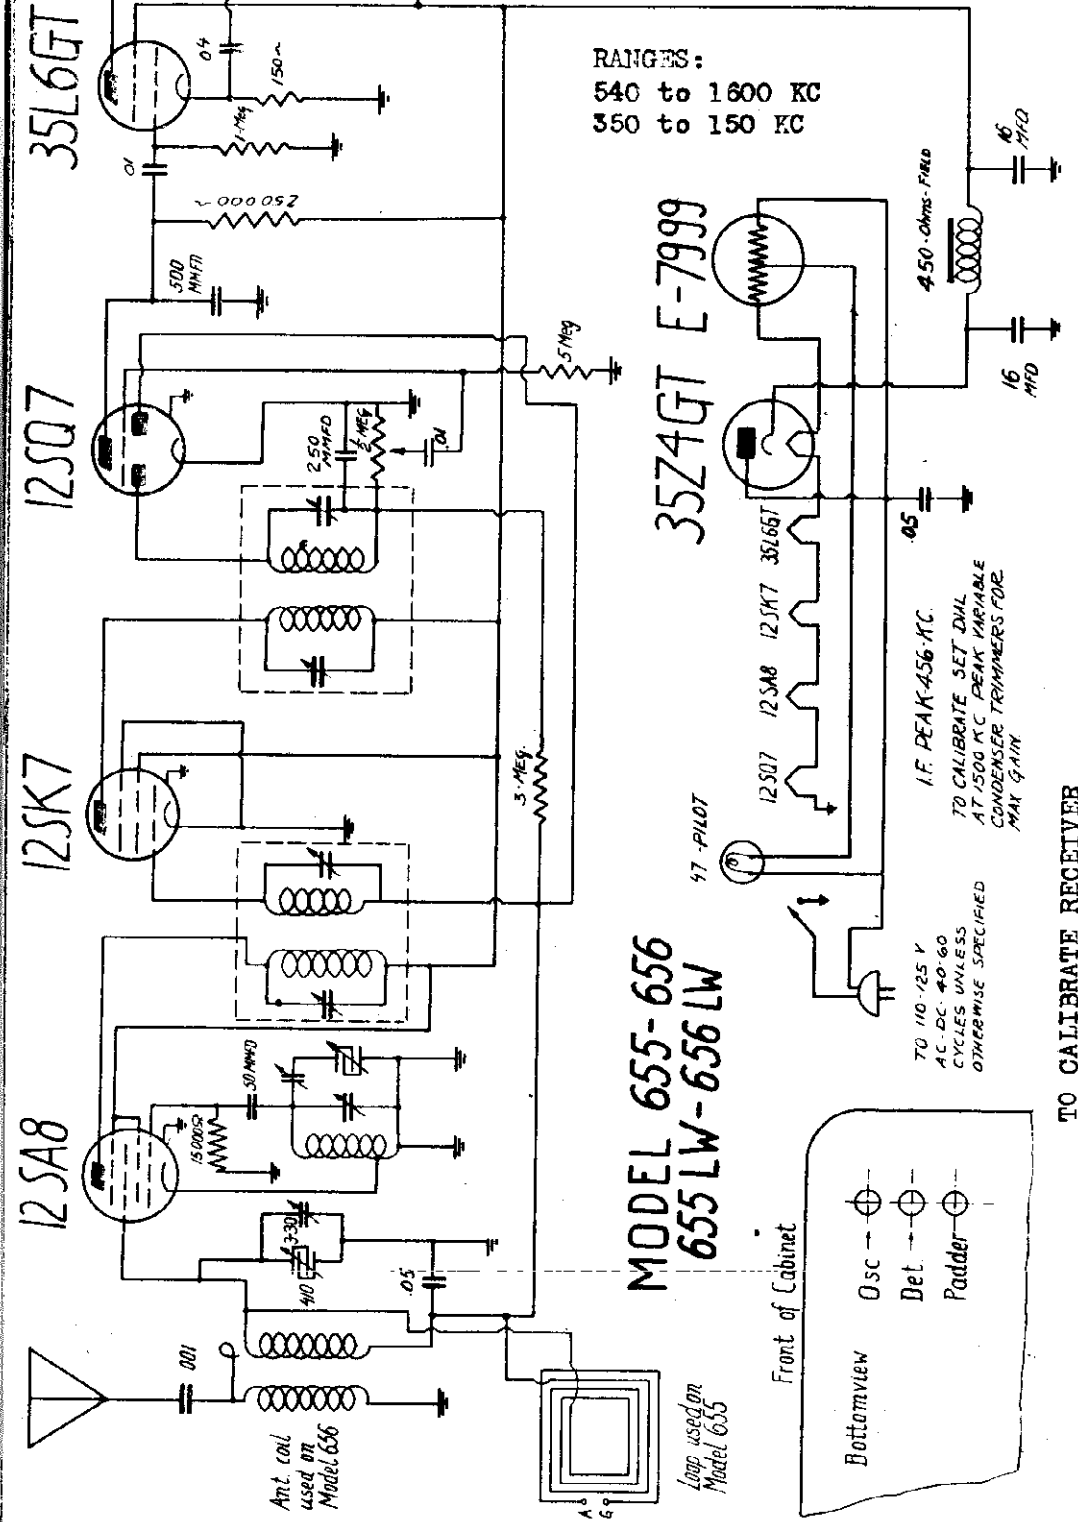 35L6GT
12SQ7
12SK7
12SA8
.04
150~
1-Meg
.01
250000~
500
MMFD
5 Meg
250
MMFD
½ MEG
.01
3-MEG.
50 MMFD
15000Ω
3-30
410
.05
.001
Ant. coil
used on
Model 656
A
G
Loop used on
Model 655
RANGES:
540 to 1600 KC
350 to 150 KC
35Z4GT E-7999
450-Ohms-FIELD
16
MFD
16
MFD
.05
35L6GT
12SK7
12SA8
12SQ7
47-PILOT
I.F. PEAK-456-KC.
TO CALIBRATE SET DIAL
AT 1500 KC PEAK VARIABLE
CONDENSER TRIMMERS FOR
MAX GAIN.
TO 110-125 V
AC-DC-40-60
CYCLES UNLESS
OTHERWISE SPECIFIED
MODEL 655-656
655LW-656LW
Front of Cabinet
Bottomview
Osc
Det.
Padder
TO CALIBRATE RECEIVER